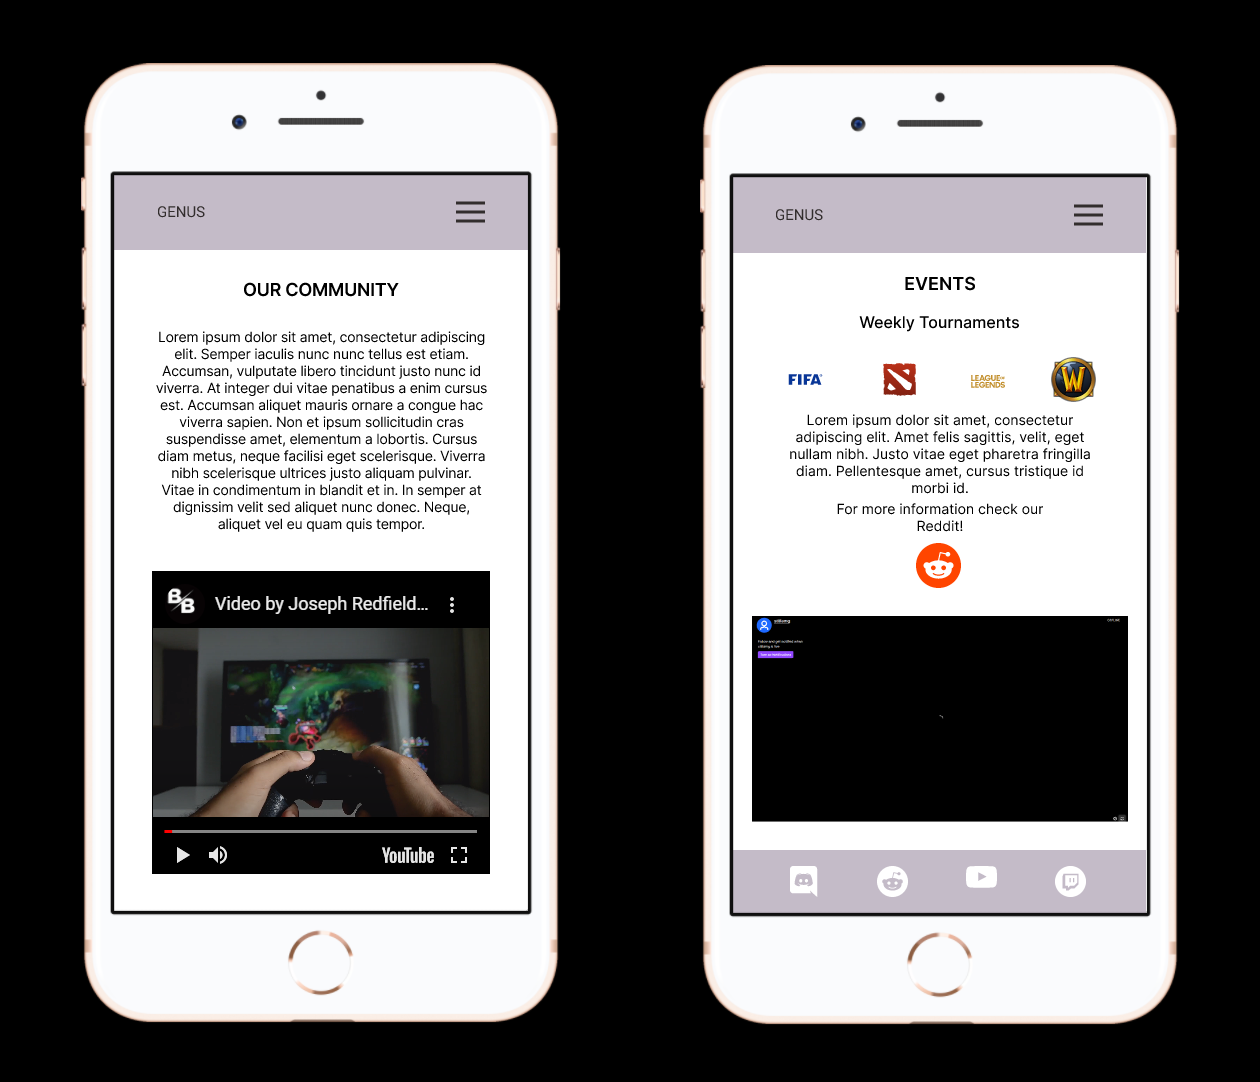 GENUS
OUR COMMUNITY
Lorem ipsum dolor sit amet, consectetur adipiscing
elit. Semper iaculis nunc nunc tellus est etiam.
Accumsan, vulputate libero tincidunt justo nunc id
viverra. At integer dui vitae penatibus a enim cursus
est. Accumsan aliquet mauris ornare a congue hac
viverra sapien. Non et ipsum sollicitudin cras
suspendisse amet, elementum a lobortis. Cursus
diam metus, neque facilisi eget scelerisque. Viverra
nibh scelerisque ultrices justo aliquam pulvinar.
Vitae in condimentum in blandit et in. In semper at
dignissim velit sed aliquet nunc donec. Neque,
aliquet vel eu quam quis tempor.
B/B
Video by Joseph Redfield...
YouTube
GENUS
EVENTS
Weekly Tournaments
FIFA
LEAGUE OF
LEGENDS
W
Lorem ipsum dolor sit amet, consectetur
adipiscing elit. Amet felis sagittis, velit, eget
nullam nibh. Justo vitae eget pharetra fringilla
diam. Pellentesque amet, cursus tristique id
morbi id.
For more information check our
Reddit!